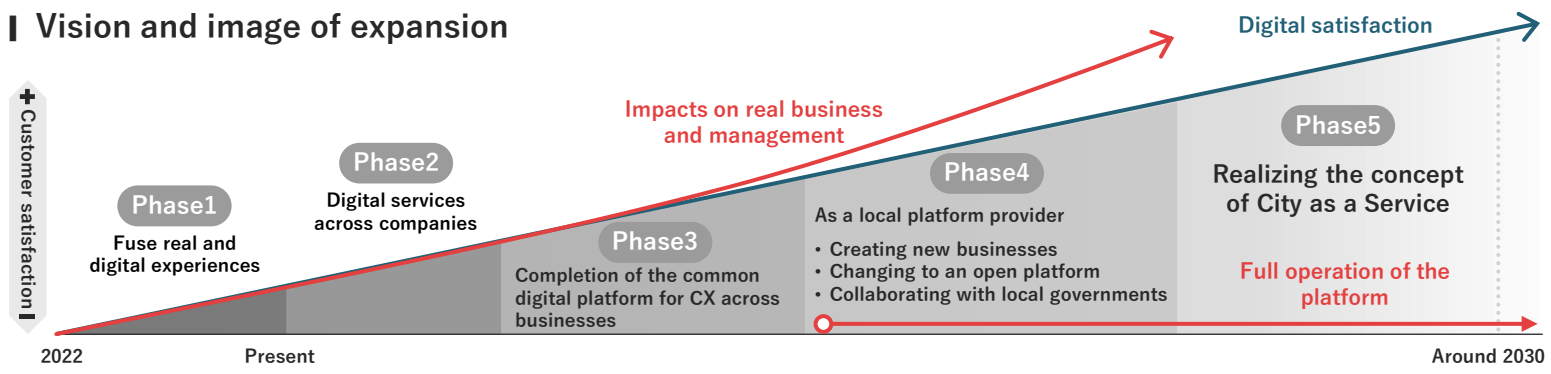 Vision and image of expansion
Digital satisfaction
+ Customer satisfaction −
Impacts on real business
and management
Phase1
Fuse real and
digital experiences
Phase2
Digital services
across companies
Phase3
Completion of the common
digital platform for CX across
businesses
Phase4
As a local platform provider
・Creating new businesses
・Changing to an open platform
・Collaborating with local governments
Phase5
Realizing the concept
of City as a Service
Full operation of the
platform
2022
Present
Around 2030